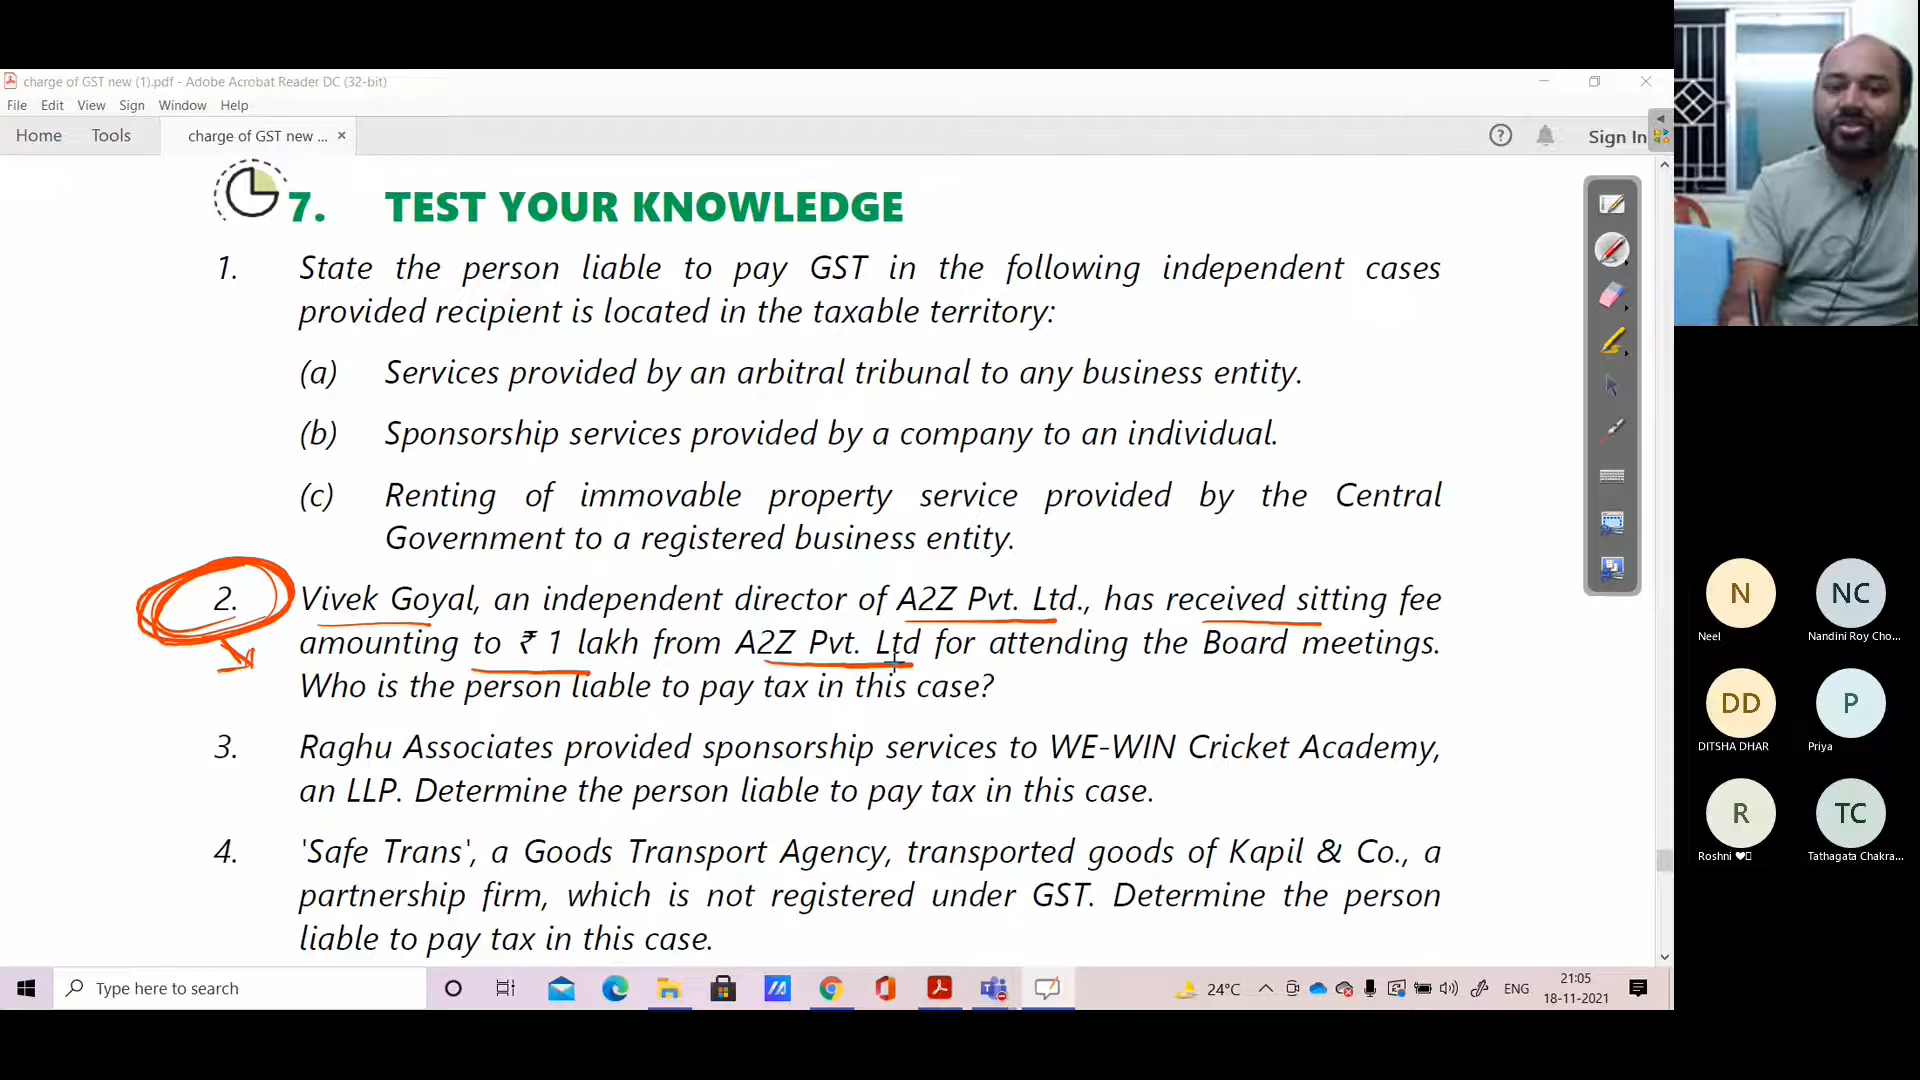 charge of GST new (1).pdf - Adobe Acrobat Reader DC (32-bit)
File Edit View Sign Window Help
Home Tools charge of GST new ... × Sign In
7. TEST YOUR KNOWLEDGE
1. State the person liable to pay GST in the following independent cases
provided recipient is located in the taxable territory:
(a) Services provided by an arbitral tribunal to any business entity.
(b) Sponsorship services provided by a company to an individual.
(c) Renting of immovable property service provided by the Central
Government to a registered business entity.
2. Vivek Goyal, an independent director of A2Z Pvt. Ltd., has received sitting fee
amounting to ₹ 1 lakh from A2Z Pvt. Ltd for attending the Board meetings.
Who is the person liable to pay tax in this case?
3. Raghu Associates provided sponsorship services to WE-WIN Cricket Academy,
an LLP. Determine the person liable to pay tax in this case.
4. 'Safe Trans', a Goods Transport Agency, transported goods of Kapil & Co., a
partnership firm, which is not registered under GST. Determine the person
liable to pay tax in this case.
N NC
Neel Nandini Roy Cho...
DD P
DITSHA DHAR Priya
R TC
Roshni ♥ Tathagata Chakra...
Type here to search
24°C ENG
21:05
18-11-2021